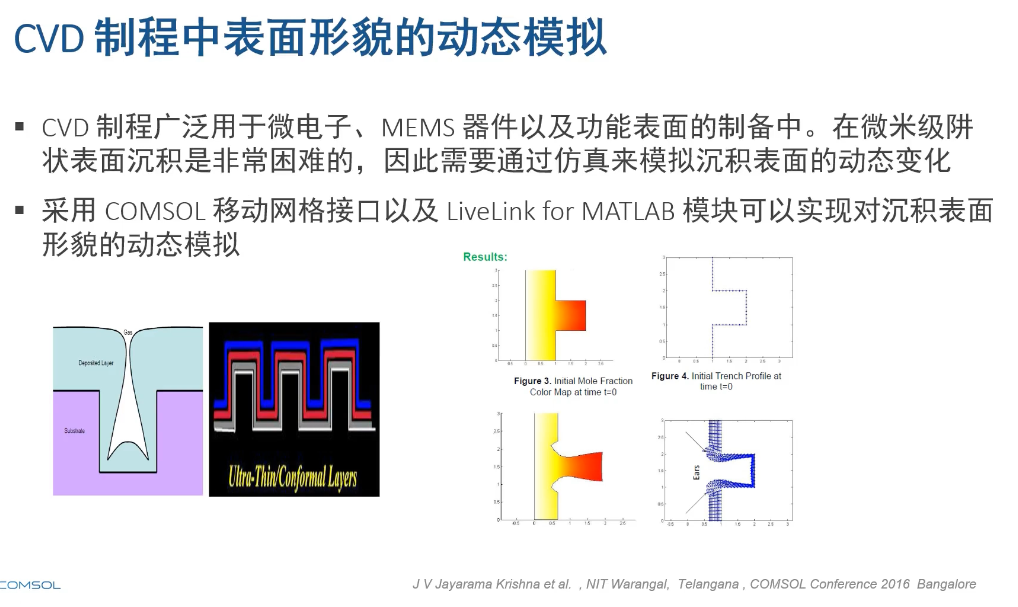 CVD 制程中表面形貌的动态模拟
▪ CVD 制程广泛用于微电子、MEMS 器件以及功能表面的制备中。在微米级阱
状表面沉积是非常困难的，因此需要通过仿真来模拟沉积表面的动态变化
▪ 采用 COMSOL 移动网格接口以及 LiveLink for MATLAB 模块可以实现对沉积表面
形貌的动态模拟
Results:
Gas
Deposited Layer
Substrate
Ultra-Thin/Conformal Layers
Figure 3. Initial Mole Fraction
Color Map at time t=0
Figure 4. Initial Trench Profile at
time t=0
Ears
COMSOL
J V Jayarama Krishna et al. , NIT Warangal, Telangana , COMSOL Conference 2016 Bangalore